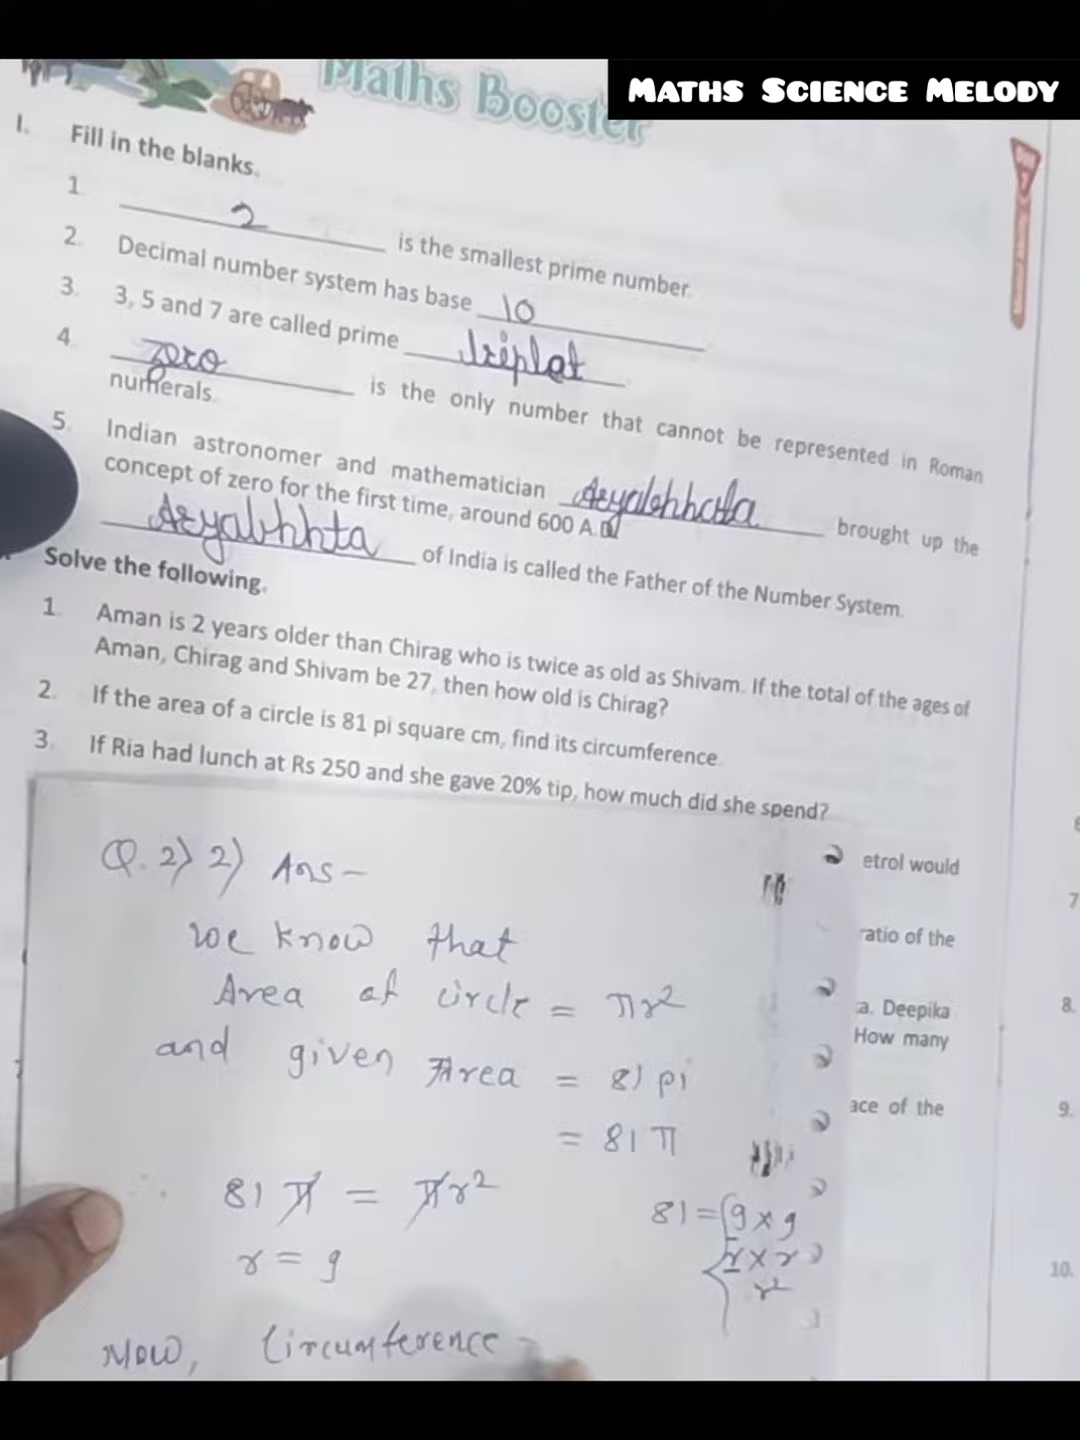 Maths Booster
MATHS SCIENCE MELODY
I. Fill in the blanks.
1. 2 is the smallest prime number.
2. Decimal number system has base 10
3. 3, 5 and 7 are called prime triplet
4. zero is the only number that cannot be represented in Roman
numerals.
5. Indian astronomer and mathematician Aryabhhata brought up the
concept of zero for the first time, around 600 A.D
Aryabhhta of India is called the Father of the Number System.
Solve the following.
1. Aman is 2 years older than Chirag who is twice as old as Shivam. If the total of the ages of
Aman, Chirag and Shivam be 27, then how old is Chirag?
2. If the area of a circle is 81 pi square cm, find its circumference
3. If Ria had lunch at Rs 250 and she gave 20% tip, how much did she spend?
etrol would
ratio of the
a. Deepika
How many
ace of the
7
8.
9.
10.
Q. 2) 2) Ans -
we know that
Area of circle = πr²
and given Area = 81 pi
= 81 π
81 π = πr²
r = 9
81 = 9 x 9
r x r
r²
Now, Circumference